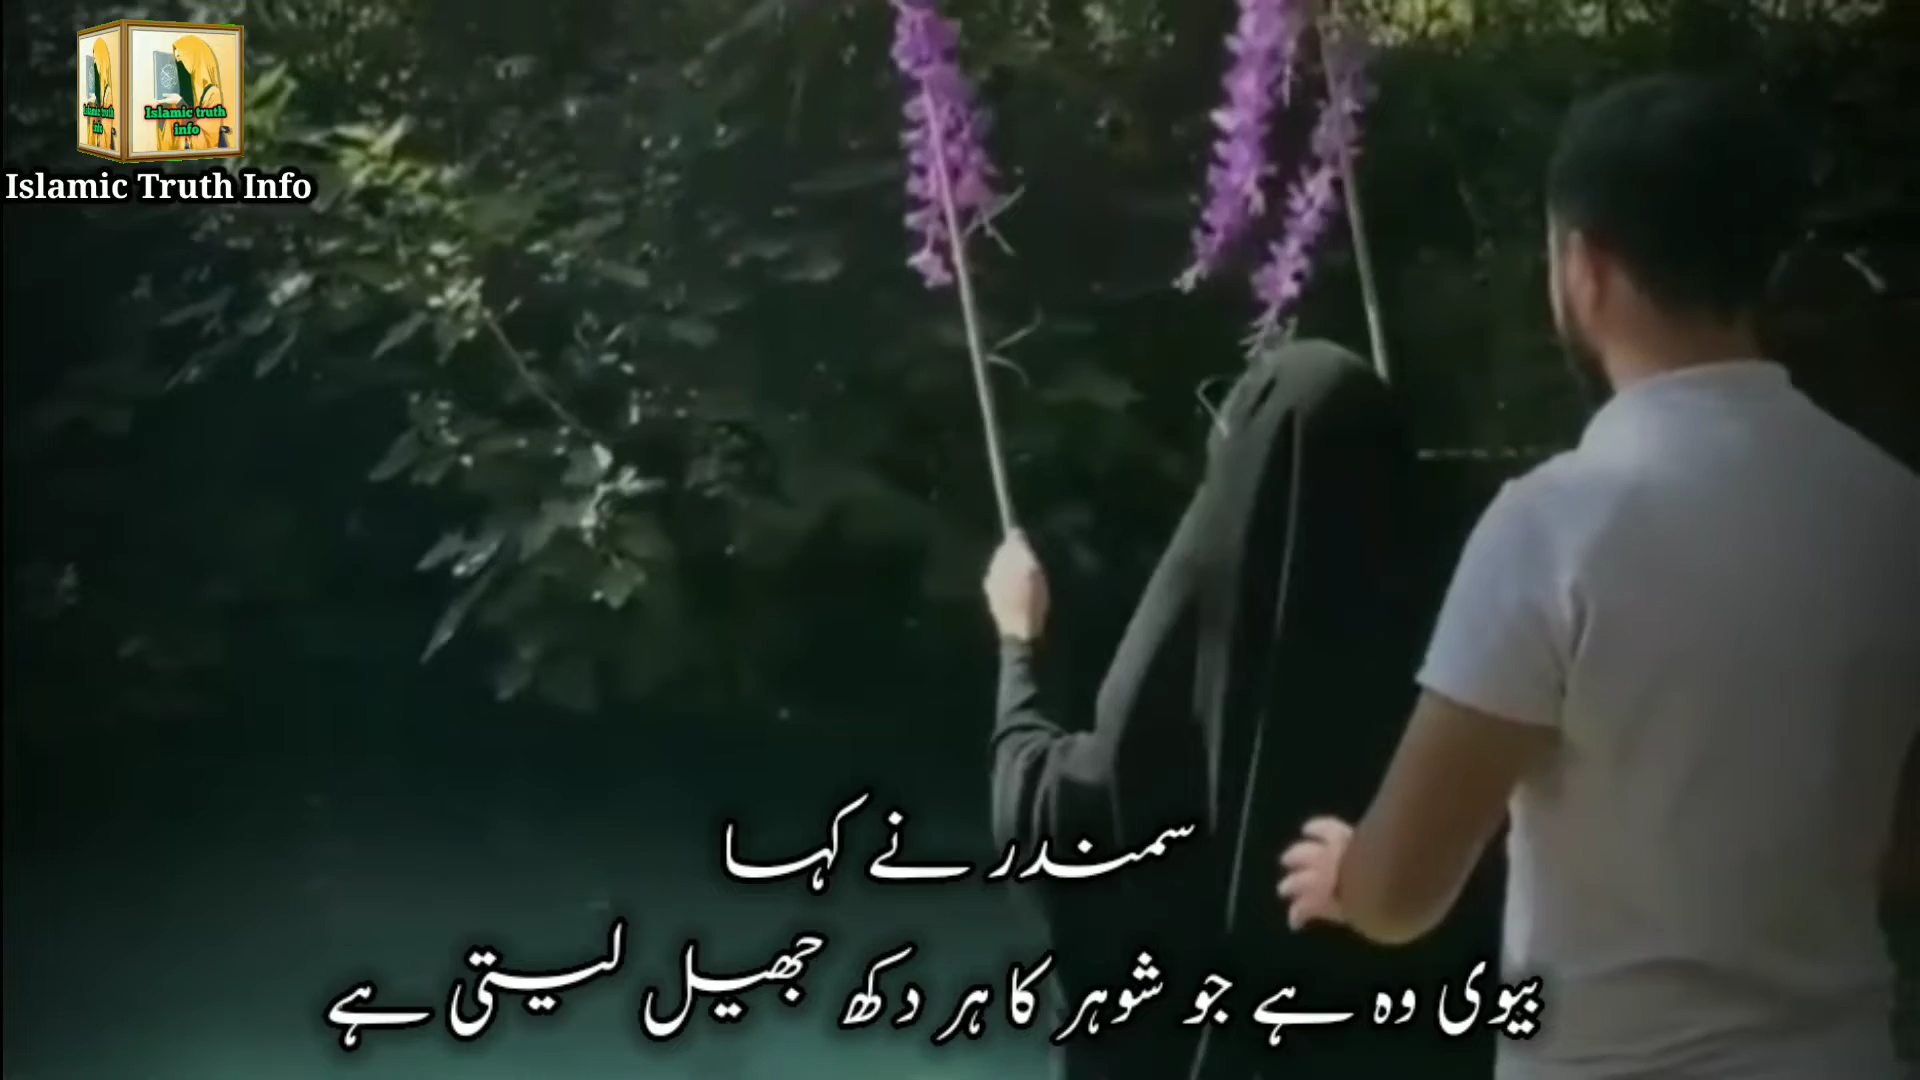 Islamic truth
info
Islamic truth
info
Islamic Truth Info
سمندر نے کہا
بیوی وہ ہے جو شوہر کا ہر دکھ جھیل لیتی ہے